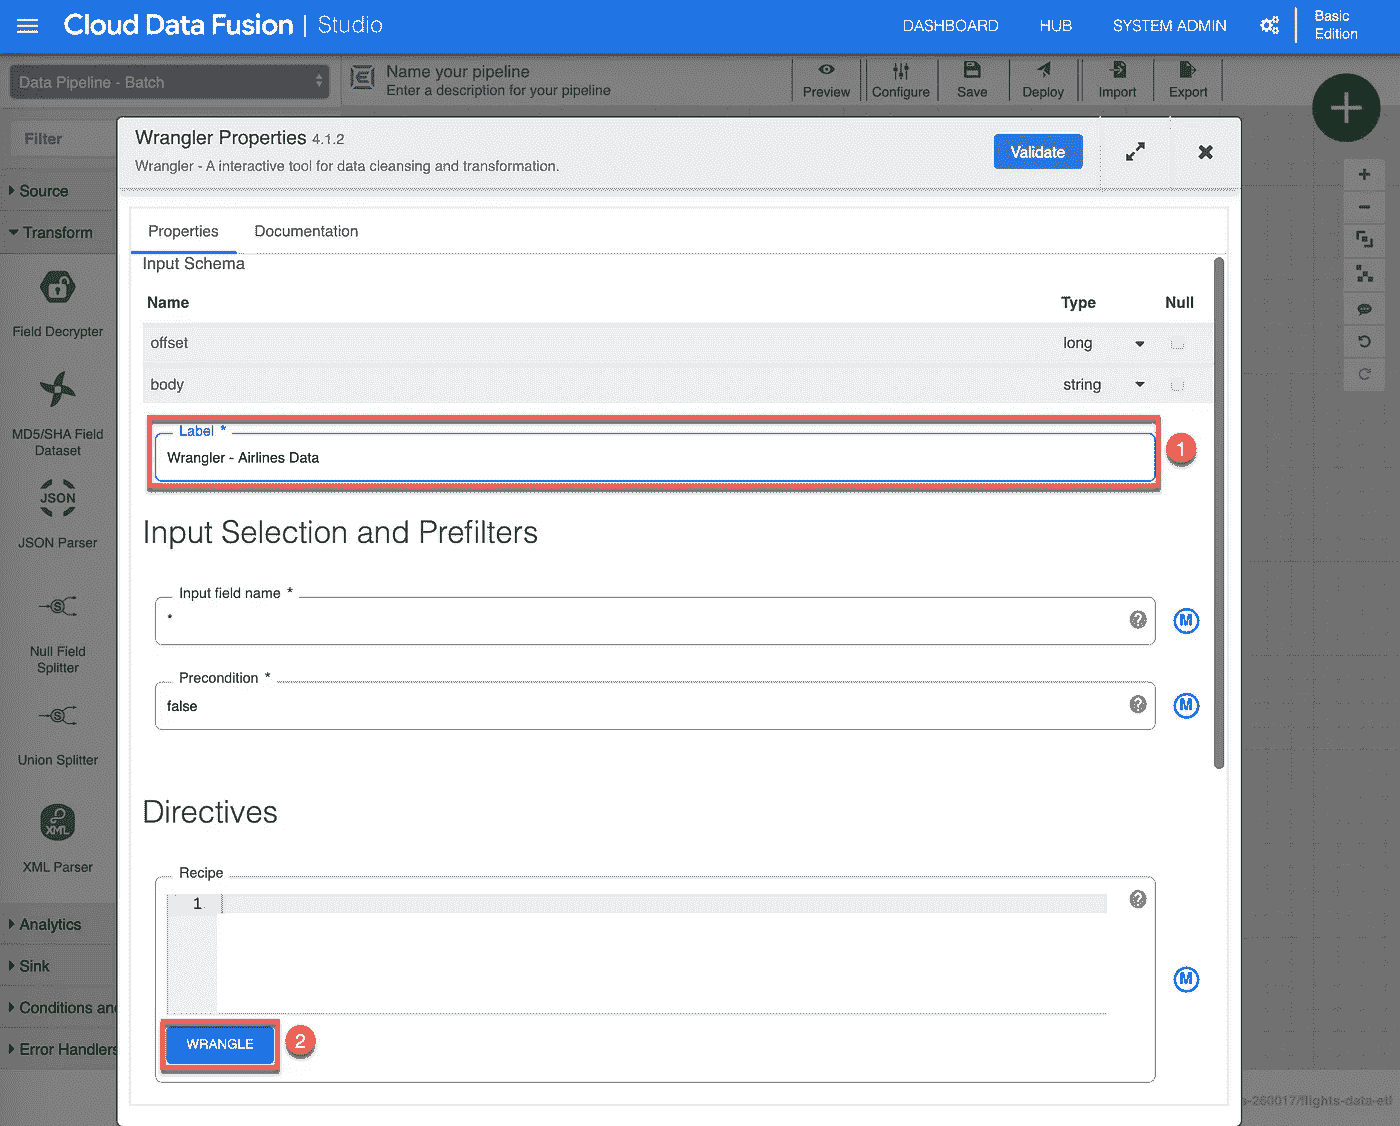 Cloud Data Fusion | Studio
DASHBOARD
HUB
SYSTEM ADMIN
Basic
Edition
Data Pipeline - Batch
Name your pipeline
Enter a description for your pipeline
Preview
Configure
Save
Deploy
Import
Export
Filter
Source
Transform
Field Decrypter
MD5/SHA Field
Dataset
JSON
JSON Parser
Null Field
Splitter
Union Splitter
XML
XML Parser
Analytics
Sink
Conditions an
Error Handlers
Wrangler Properties 4.1.2
Wrangler - A interactive tool for data cleansing and transformation.
Validate
Properties
Documentation
Input Schema
Name Type Null
offset long
body string
Label *
Wrangler - Airlines Data
1
Input Selection and Prefilters
Input field name *
*
M
Precondition *
false
M
Directives
Recipe
1
M
WRANGLE
2
-260017/flights-data-etl